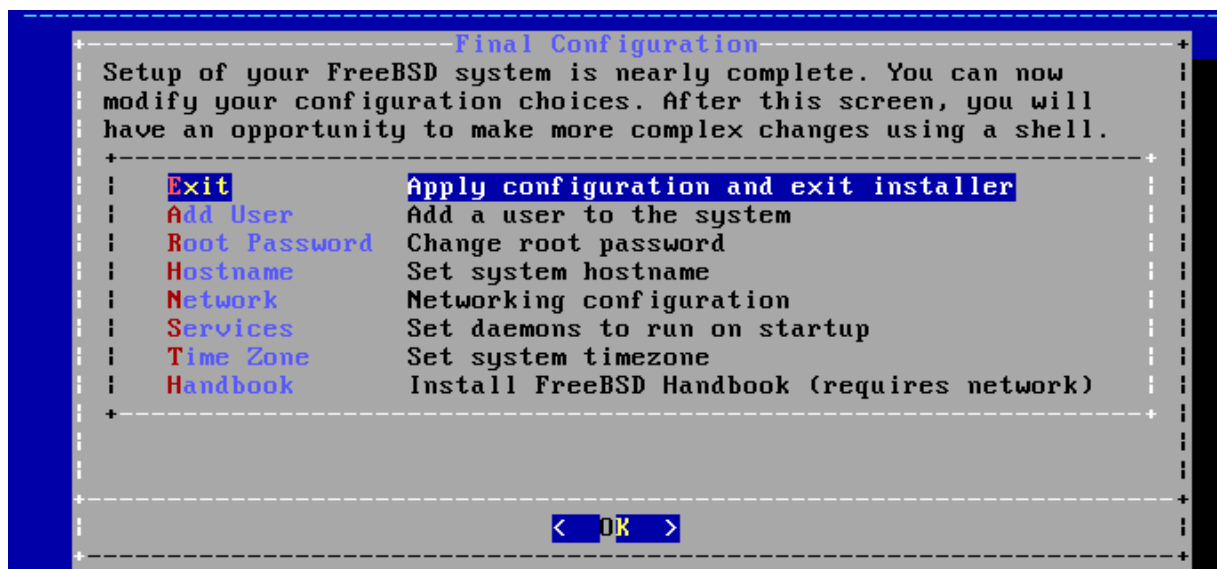 Final Configuration
Setup of your FreeBSD system is nearly complete. You can now
modify your configuration choices. After this screen, you will
have an opportunity to make more complex changes using a shell.
Exit Apply configuration and exit installer
Add User Add a user to the system
Root Password Change root password
Hostname Set system hostname
Network Networking configuration
Services Set daemons to run on startup
Time Zone Set system timezone
Handbook Install FreeBSD Handbook (requires network)
< OK >